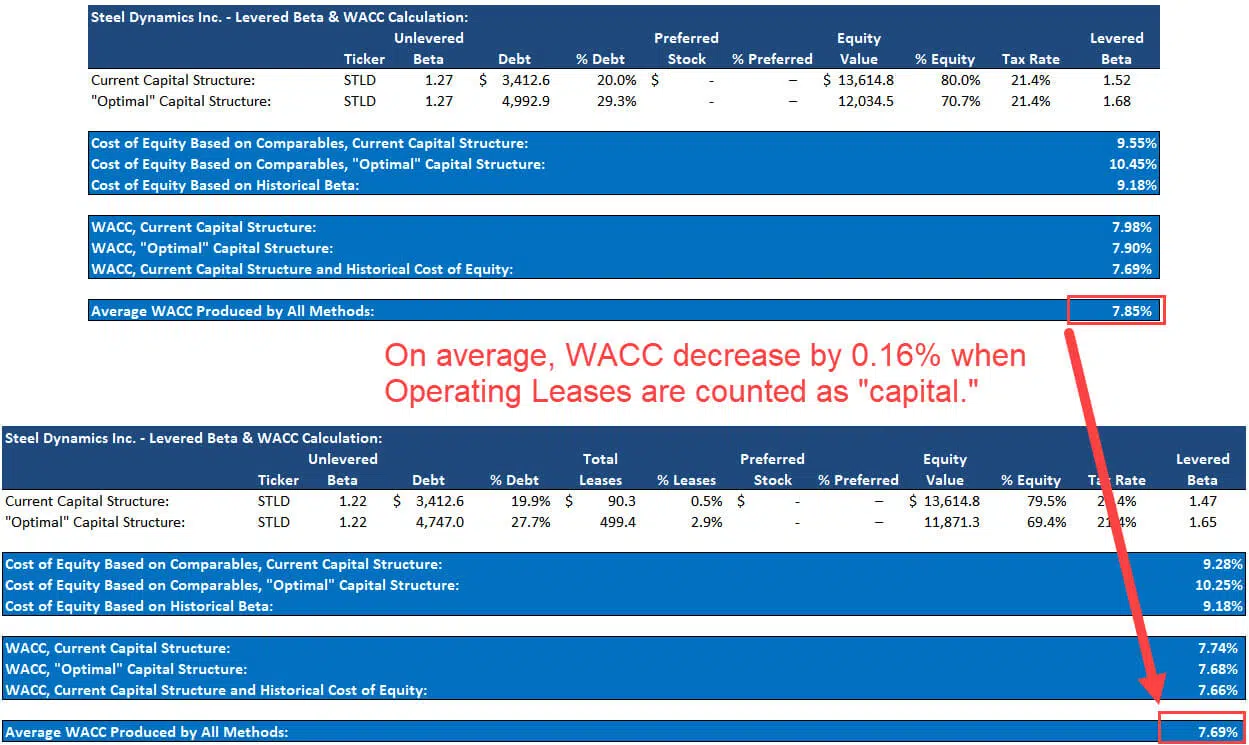 Steel Dynamics Inc. - Levered Beta & WACC Calculation:
Unlevered Preferred Equity Levered
Ticker Beta Debt % Debt Stock % Preferred Value % Equity Tax Rate Beta
Current Capital Structure: STLD 1.27 $ 3,412.6 20.0% $ - – $ 13,614.8 80.0% 21.4% 1.52
"Optimal" Capital Structure: STLD 1.27 4,992.9 29.3% - – 12,034.5 70.7% 21.4% 1.68
Cost of Equity Based on Comparables, Current Capital Structure: 9.55%
Cost of Equity Based on Comparables, "Optimal" Capital Structure: 10.45%
Cost of Equity Based on Historical Beta: 9.18%
WACC, Current Capital Structure: 7.98%
WACC, "Optimal" Capital Structure: 7.90%
WACC, Current Capital Structure and Historical Cost of Equity: 7.69%
Average WACC Produced by All Methods: 7.85%
On average, WACC decrease by 0.16% when
Operating Leases are counted as "capital."
Steel Dynamics Inc. - Levered Beta & WACC Calculation:
Unlevered Total Preferred Equity Levered
Ticker Beta Debt % Debt Leases % Leases Stock % Preferred Value % Equity Rate Beta
Current Capital Structure: STLD 1.22 $ 3,412.6 19.9% $ 90.3 0.5% $ - – $ 13,614.8 79.5% 1.47
"Optimal" Capital Structure: STLD 1.22 4,747.0 27.7% 499.4 2.9% - – 11,871.3 69.4% 1.65
Cost of Equity Based on Comparables, Current Capital Structure: 9.28%
Cost of Equity Based on Comparables, "Optimal" Capital Structure: 10.25%
Cost of Equity Based on Historical Beta: 9.18%
WACC, Current Capital Structure: 7.74%
WACC, "Optimal" Capital Structure: 7.68%
WACC, Current Capital Structure and Historical Cost of Equity: 7.66%
Average WACC Produced by All Methods: 7.69%